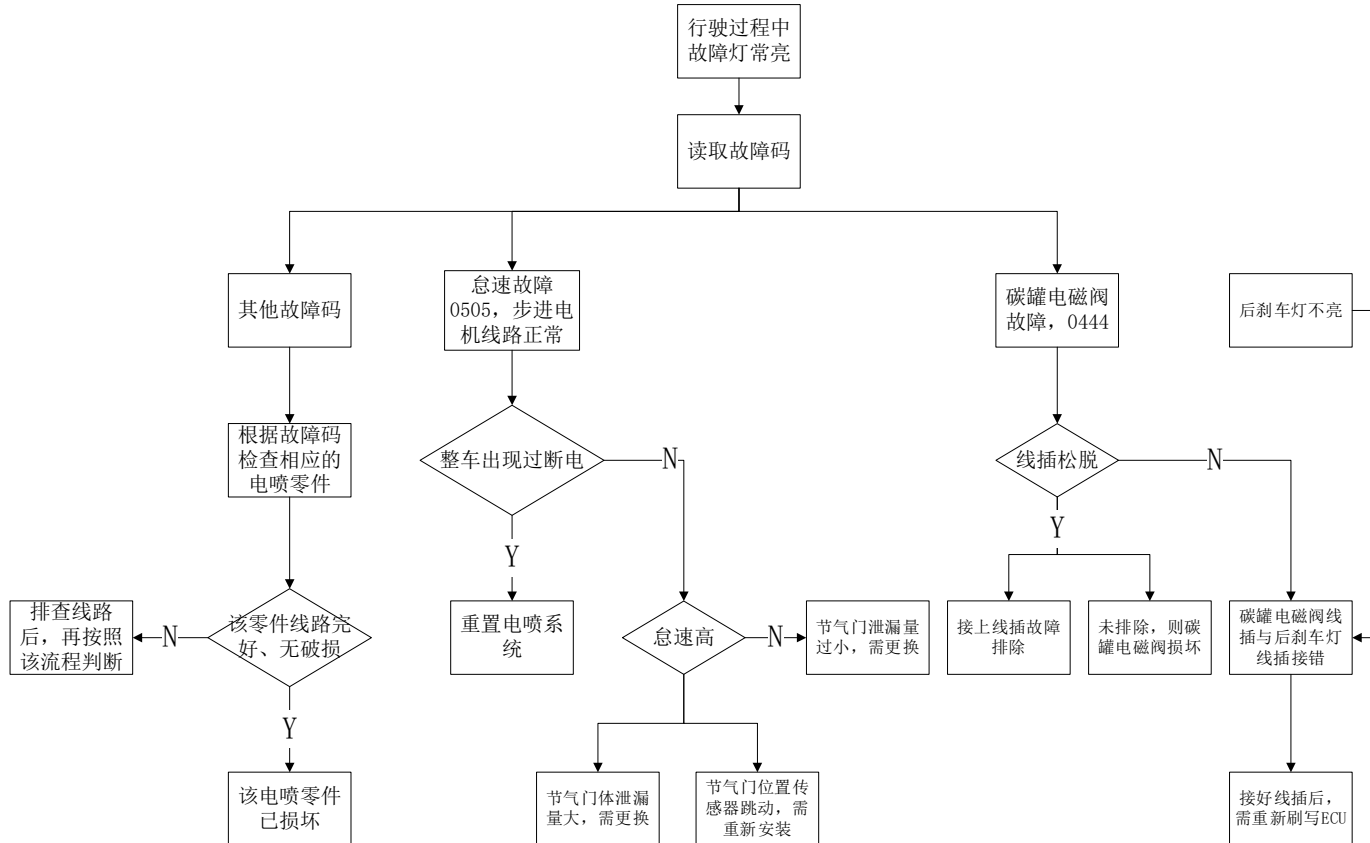 行驶过程中
故障灯常亮
读取故障码
其他故障码
怠速故障
0505，步进电
机线路正常
碳罐电磁阀
故障，0444
后刹车灯不亮
根据故障码
检查相应的
电喷零件
整车出现过断电
N
线插松脱
N
Y
Y
排查线路
后，再按照
该流程判断
N
该零件线路完
好、无破损
重置电喷系
统
怠速高
N
节气门泄漏量
过小，需更换
接上线插故障
排除
未排除，则碳
罐电磁阀损坏
碳罐电磁阀线
插与后刹车灯
线插接错
Y
该电喷零件
已损坏
节气门体泄漏
量大，需更换
节气门位置传
感器跳动，需
重新安装
接好线插后，
需重新刷写ECU